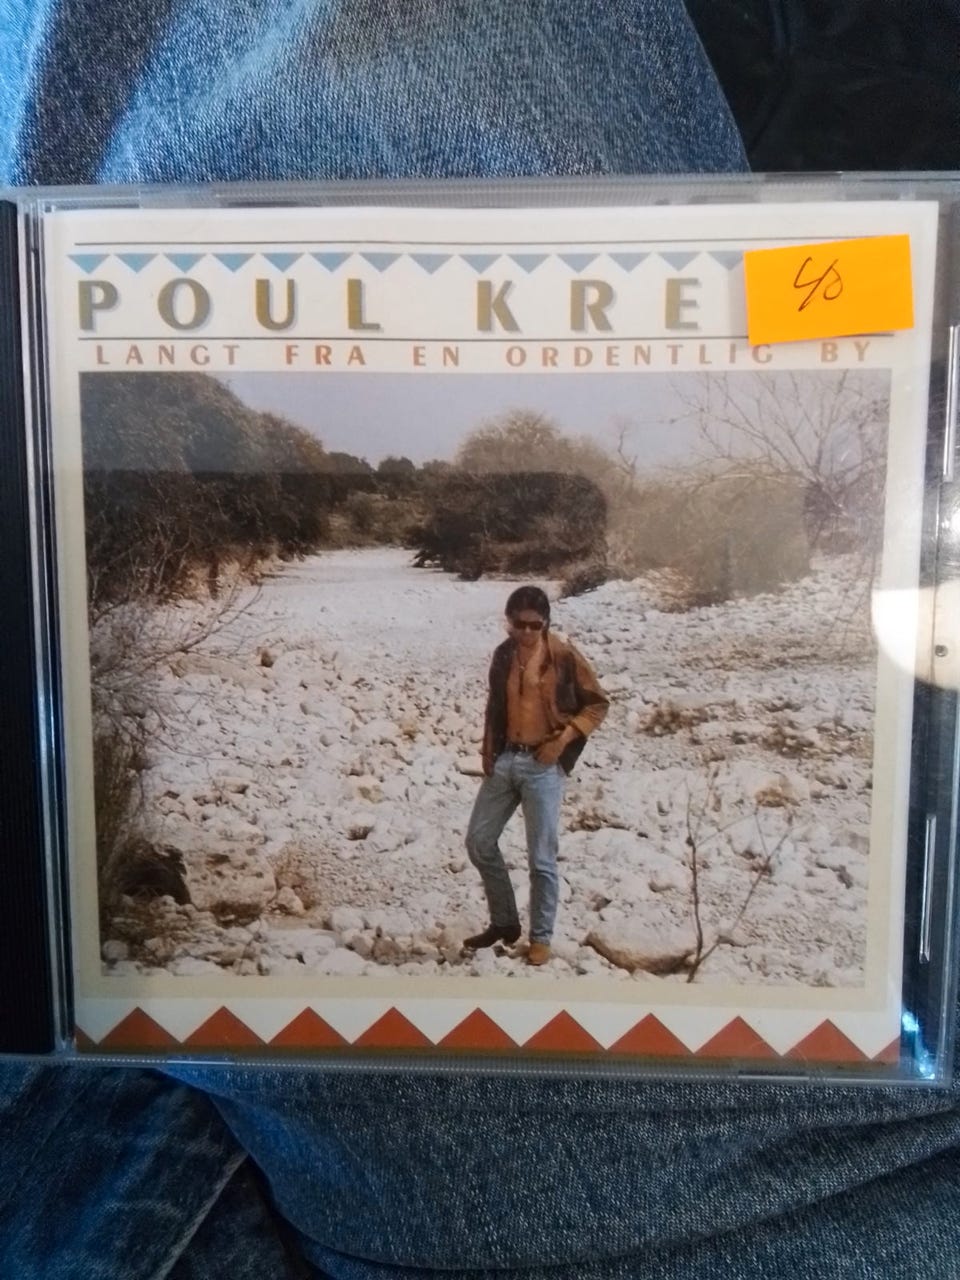 POUL KRE
40
LANGT FRA EN ORDENTLIG BY